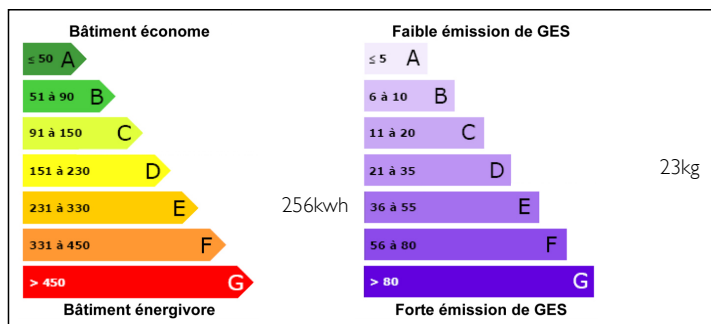 Bâtiment économe
≤ 50 A
51 à 90 B
91 à 150 C
151 à 230 D
231 à 330 E
256kwh
331 à 450 F
> 450 G
Bâtiment énergivore
Faible émission de GES
≤ 5 A
6 à 10 B
11 à 20 C
21 à 35 D
23kg
36 à 55 E
56 à 80 F
> 80 G
Forte émission de GES